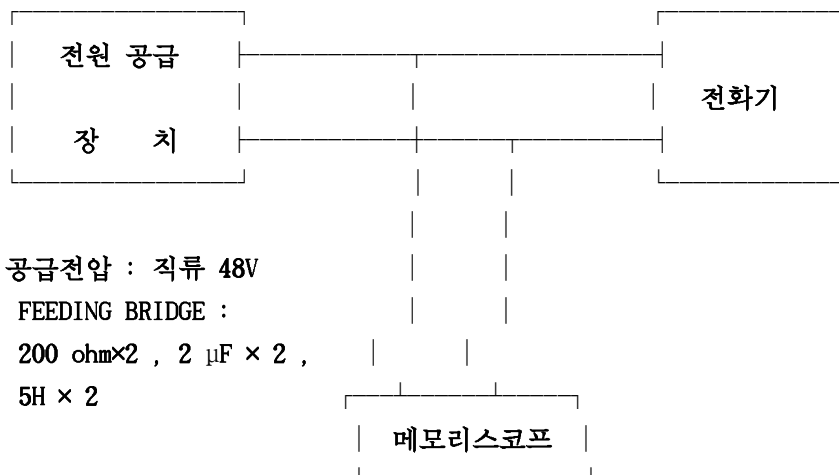 전원 공급
전화기
장 치
공급전압 : 직류 48V
FEEDING BRIDGE :
200 ohm×2 , 2 μF × 2 ,
5H × 2
메모리스코프